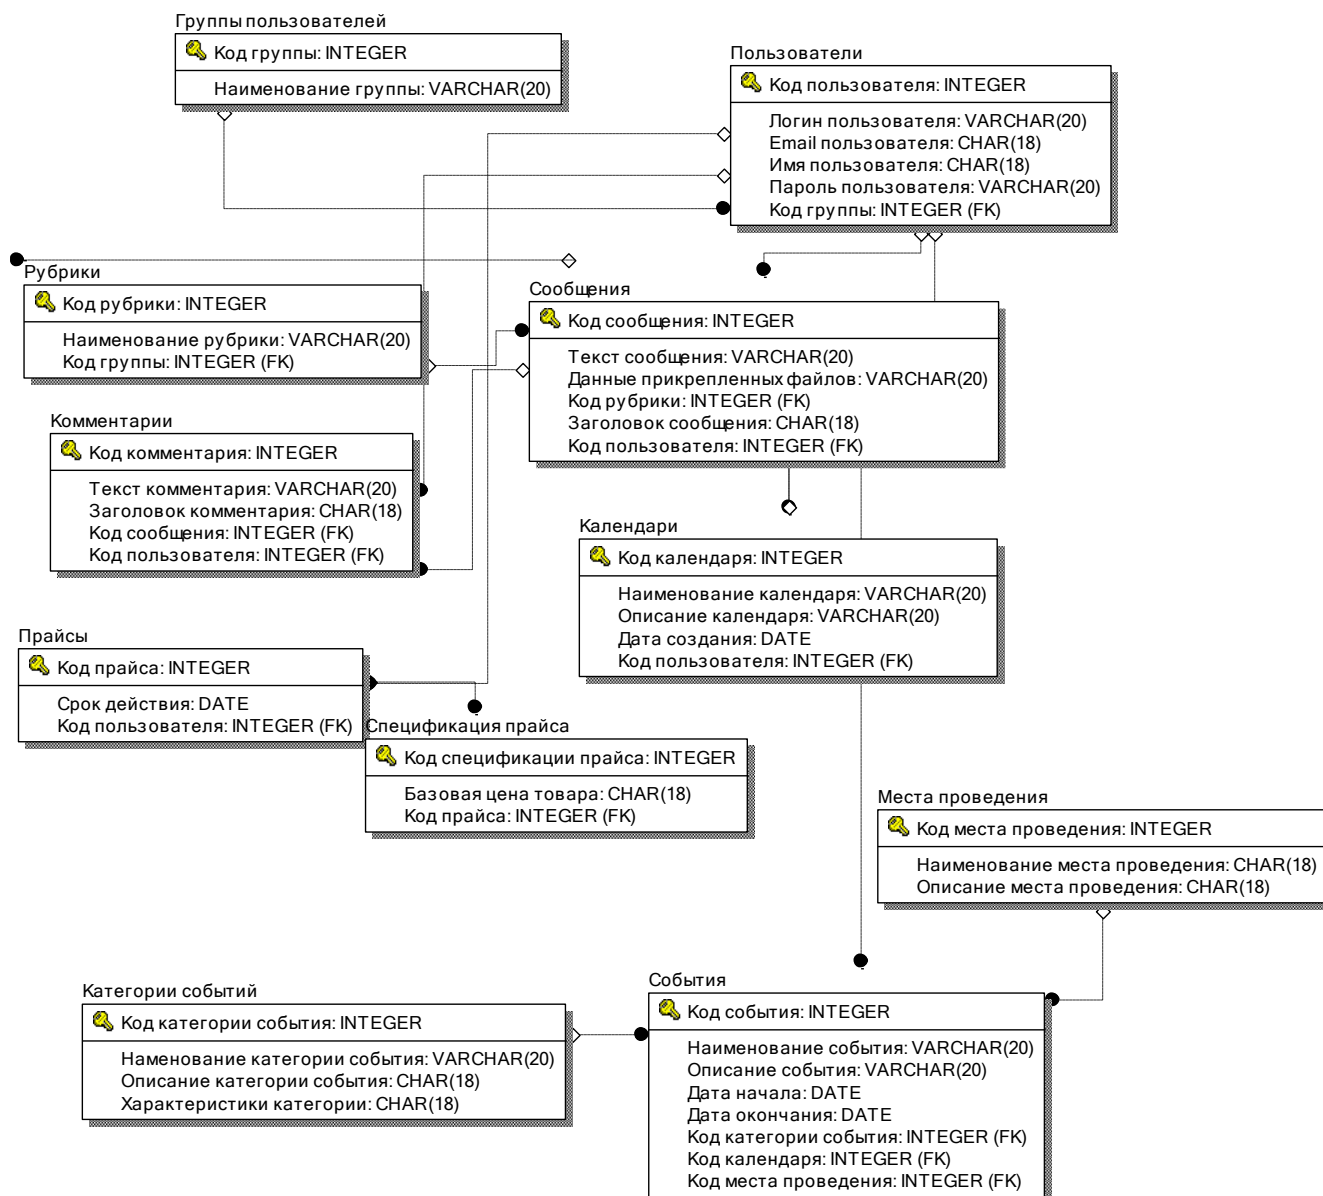 Группы пользователей
Код группы: INTEGER
Наименование группы: VARCHAR(20)
Пользователи
Код пользователя: INTEGER
Логин пользователя: VARCHAR(20)
Email пользователя: CHAR(18)
Имя пользователя: CHAR(18)
Пароль пользователя: VARCHAR(20)
Код группы: INTEGER (FK)
Рубрики
Код рубрики: INTEGER
Наименование рубрики: VARCHAR(20)
Код группы: INTEGER (FK)
Сообщения
Код сообщения: INTEGER
Текст сообщения: VARCHAR(20)
Данные прикрепленных файлов: VARCHAR(20)
Код рубрики: INTEGER (FK)
Заголовок сообщения: CHAR(18)
Код пользователя: INTEGER (FK)
Комментарии
Код комментария: INTEGER
Текст комментария: VARCHAR(20)
Заголовок комментария: CHAR(18)
Код сообщения: INTEGER (FK)
Код пользователя: INTEGER (FK)
Календари
Код календаря: INTEGER
Наименование календаря: VARCHAR(20)
Описание календаря: VARCHAR(20)
Дата создания: DATE
Код пользователя: INTEGER (FK)
Прайсы
Код прайса: INTEGER
Срок действия: DATE
Код пользователя: INTEGER (FK)
Спецификация прайса
Код спецификации прайса: INTEGER
Базовая цена товара: CHAR(18)
Код прайса: INTEGER (FK)
Места проведения
Код места проведения: INTEGER
Наименование места проведения: CHAR(18)
Описание места проведения: CHAR(18)
Категории событий
Код категории события: INTEGER
Наменование категории события: VARCHAR(20)
Описание категории события: CHAR(18)
Характеристики категории: CHAR(18)
События
Код события: INTEGER
Наименование события: VARCHAR(20)
Описание события: VARCHAR(20)
Дата начала: DATE
Дата окончания: DATE
Код категории события: INTEGER (FK)
Код календаря: INTEGER (FK)
Код места проведения: INTEGER (FK)